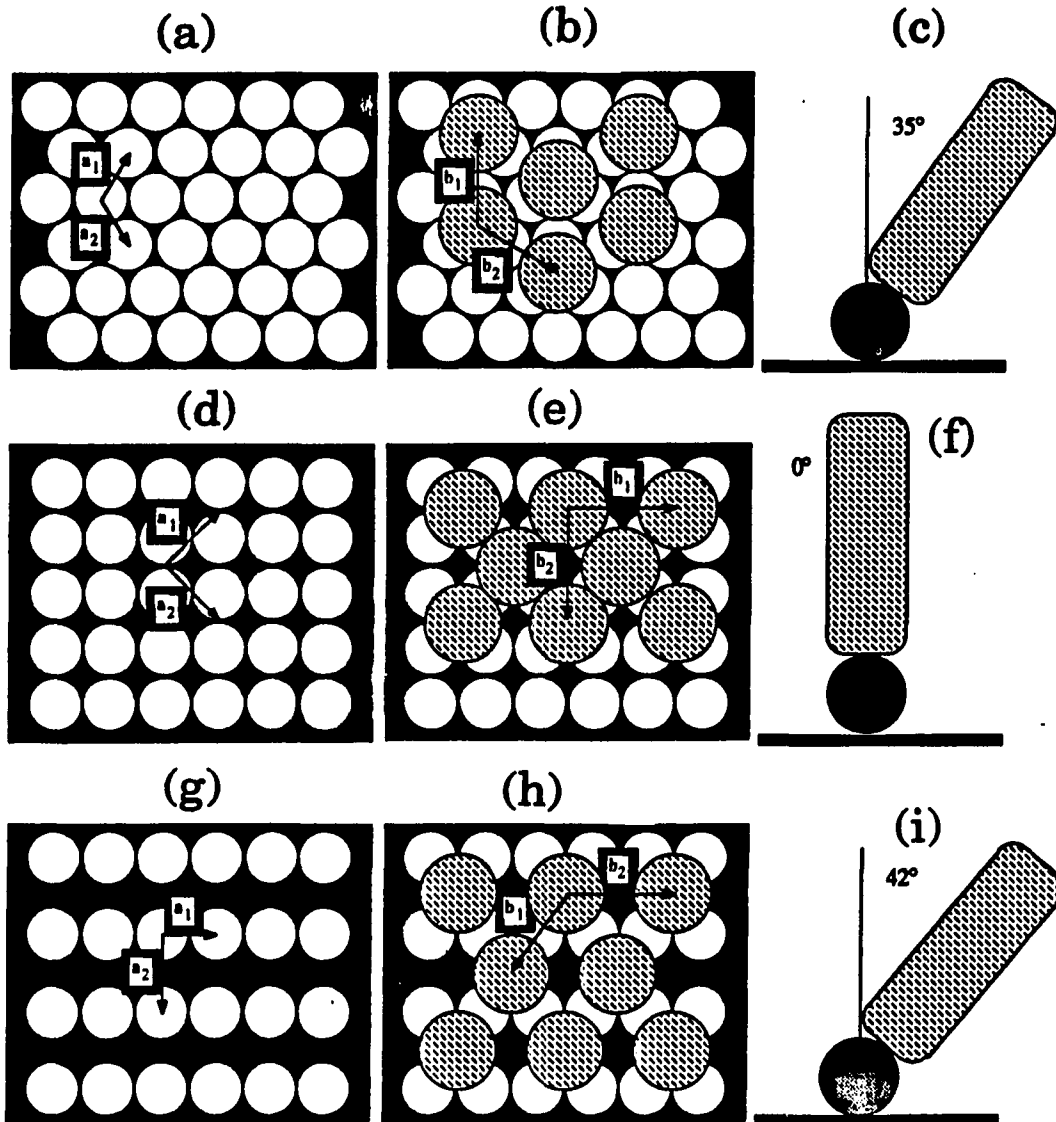 (a) (b) (c)
a1
a2
b1
b2
35°
(d) (e) (f)
a1
a2
b1
b2
0°
(g) (h) (i)
a1
a2
b2
b1
42°